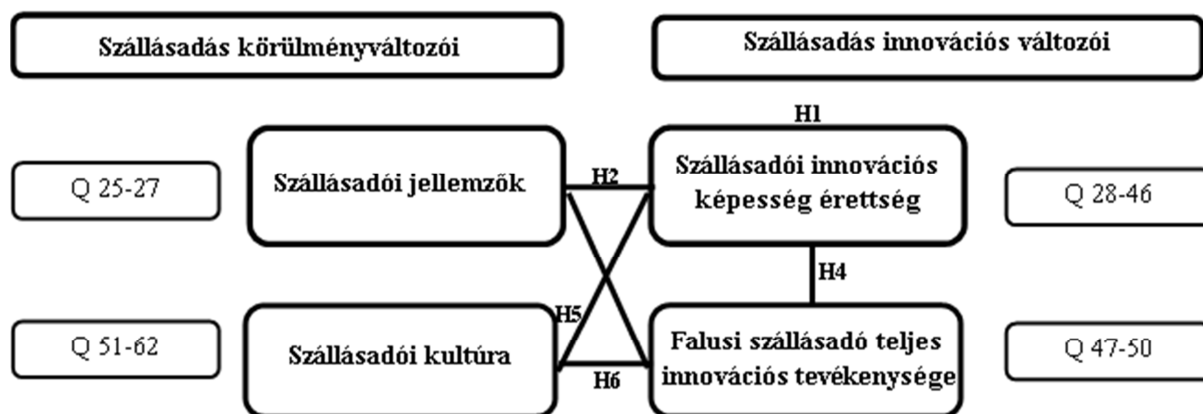 Szállásadás körülményváltozói
Szállásadás innovációs változói
H1
Q 25-27
Szállásadói jellemzők
H2
Szállásadói innovációs
képesség érettség
Q 28-46
H4
Q 51-62
Szállásadói kultúra
H5
H6
Falusi szállásadó teljes
innovációs tevékenysége
Q 47-50